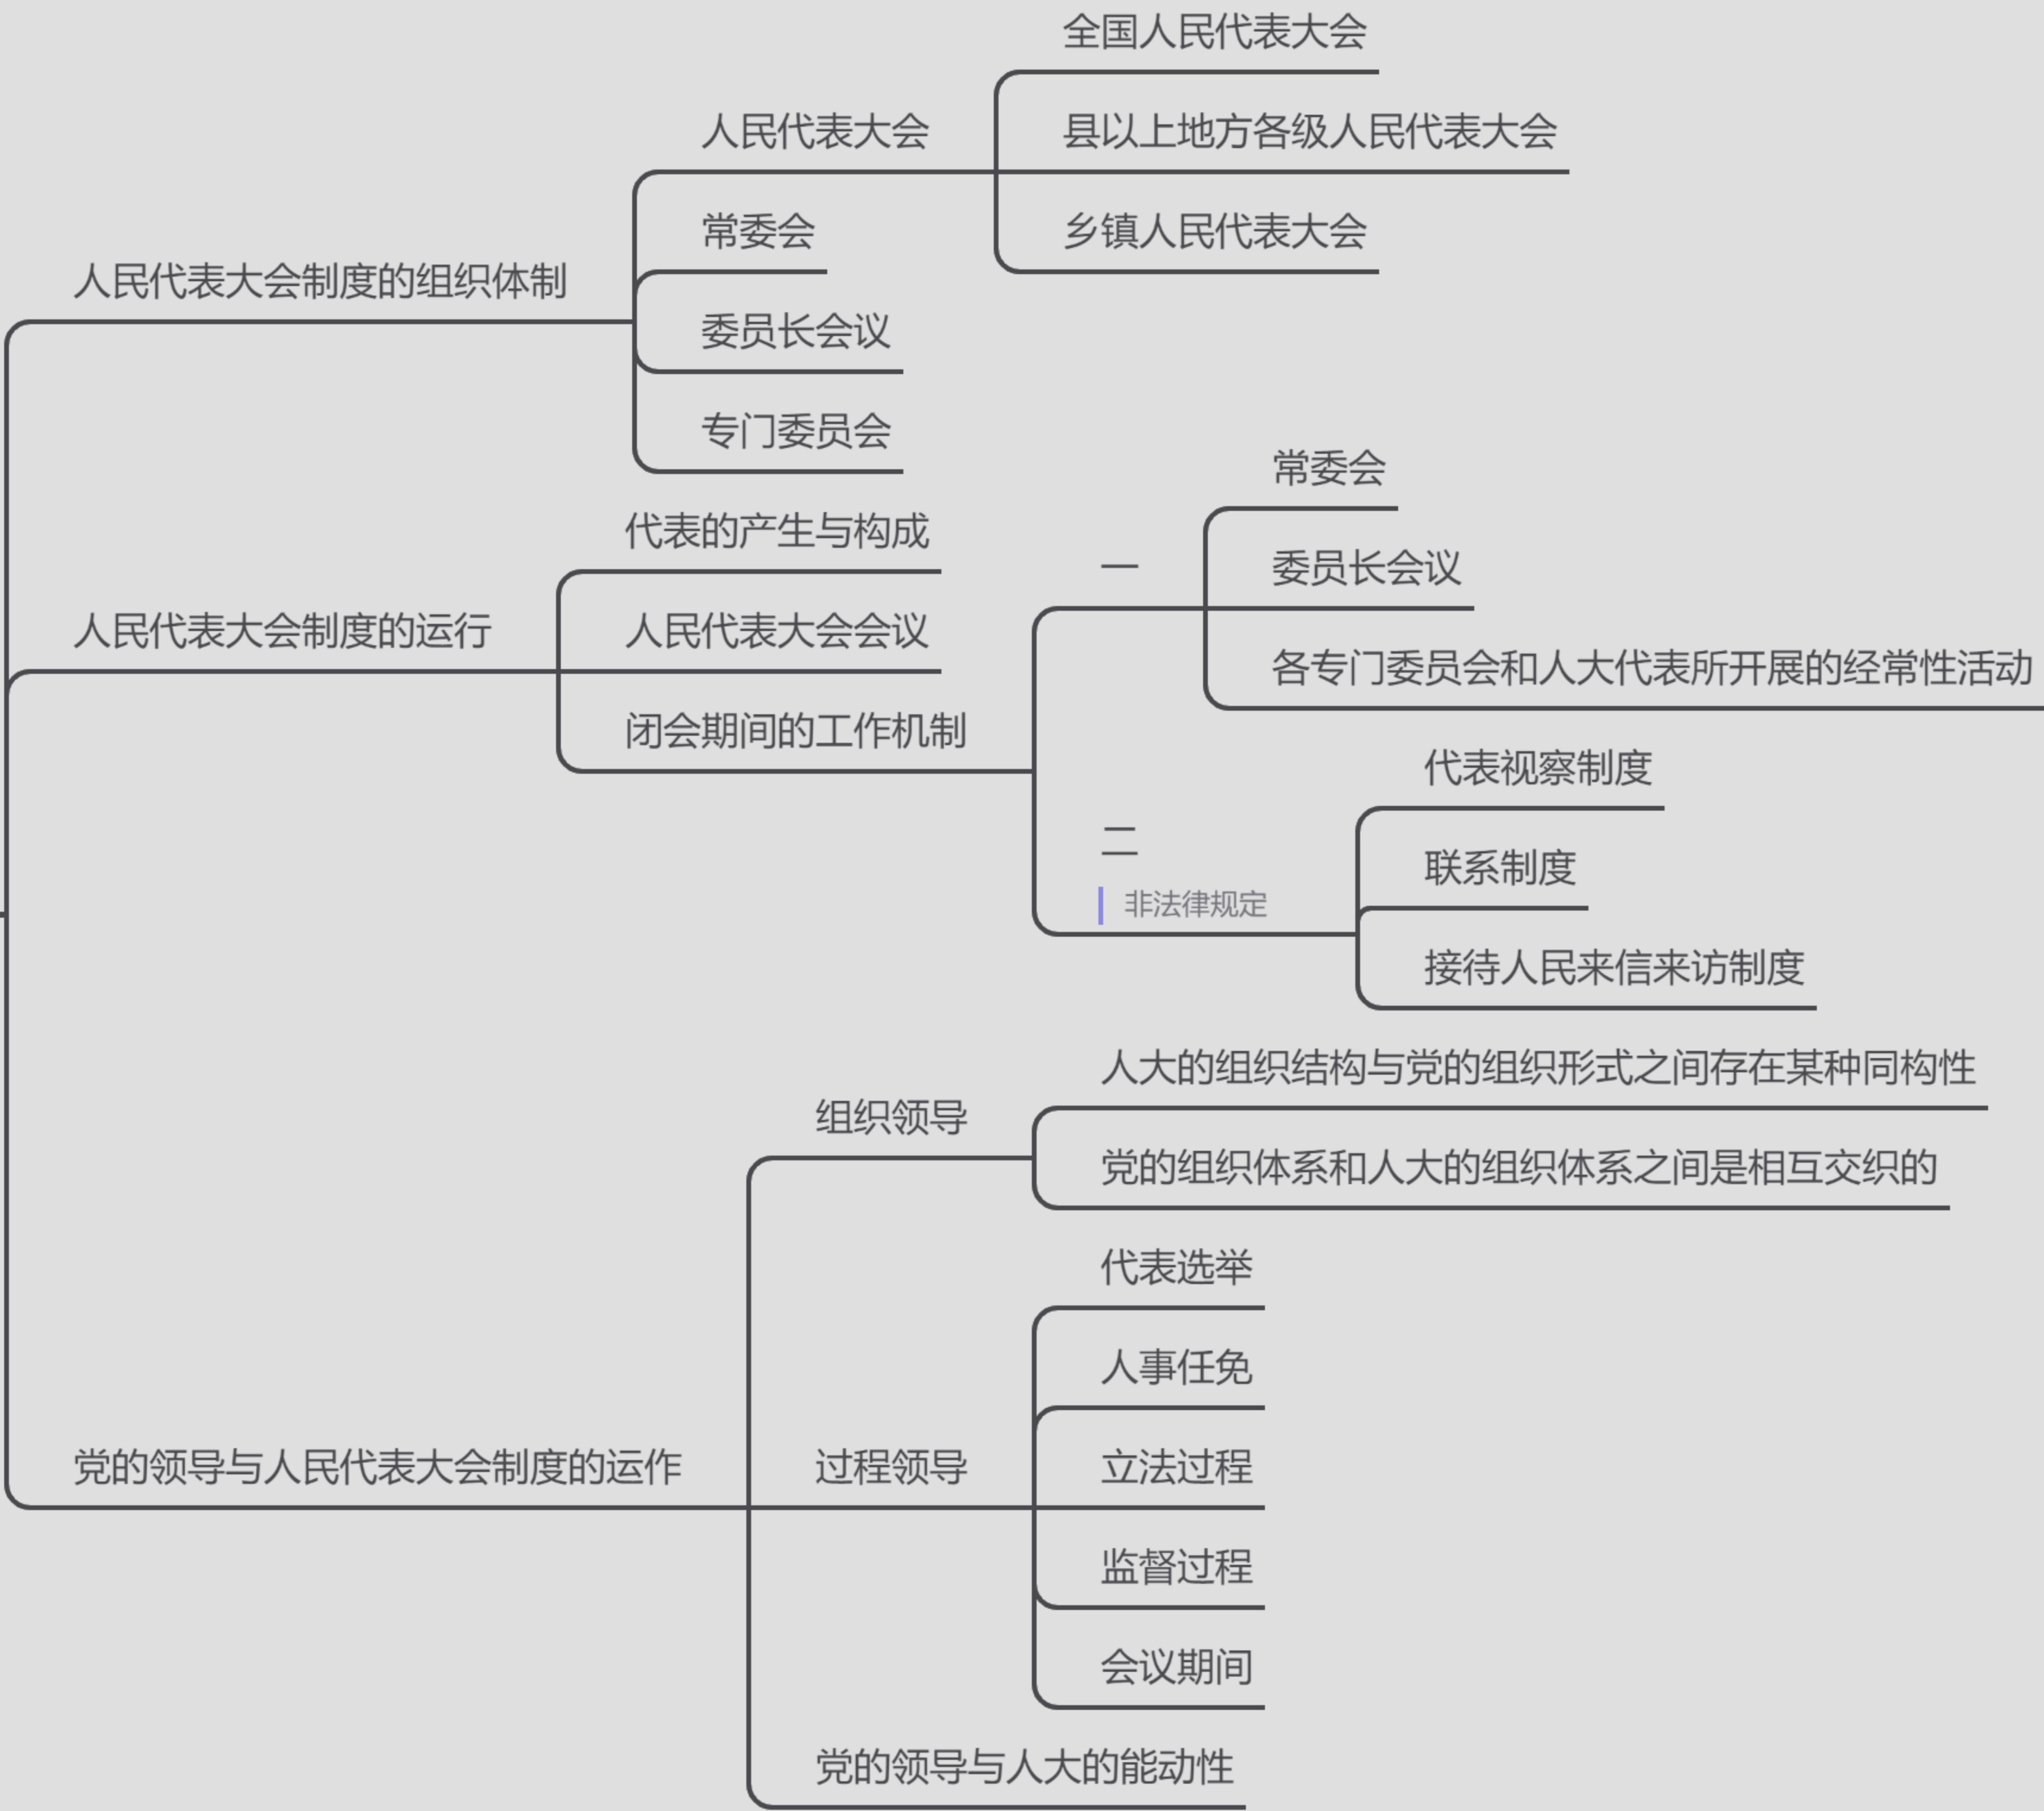 人民代表大会制度的组织体制
人民代表大会
全国人民代表大会
县以上地方各级人民代表大会
乡镇人民代表大会
常委会
委员长会议
专门委员会
人民代表大会制度的运行
代表的产生与构成
人民代表大会会议
闭会期间的工作机制
一
常委会
委员长会议
各专门委员会和人大代表所开展的经常性活动
二
非法律规定
代表视察制度
联系制度
接待人民来信来访制度
党的领导与人民代表大会制度的运作
组织领导
人大的组织结构与党的组织形式之间存在某种同构性
党的组织体系和人大的组织体系之间是相互交织的
过程领导
代表选举
人事任免
立法过程
监督过程
会议期间
党的领导与人大的能动性